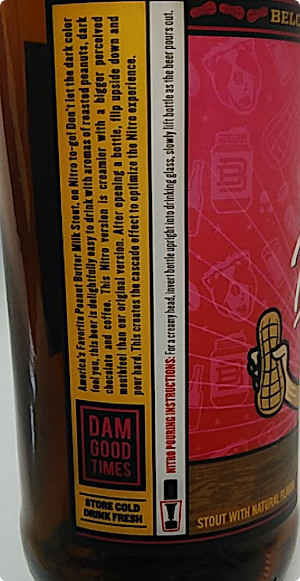 America's Favorite Peanut Butter Milk Stout, on Nitro to-go! Don't let the dark color
fool you, this beer is delightfully easy to drink with aromas of roasted peanuts, dark
chocolate and coffee. This Nitro version is creamier with a bigger perceived
mouthfeel than our original version. After opening a bottle, flip upside down and
pour hard. This creates the cascade effect to optimize the Nitro experience.
NITRO POURING INSTRUCTIONS: For a creamy head, invert bottle upright into drinking glass, slowly lift bottle as the beer pours out.
DAM
GOOD
TIMES
STORE COLD
DRINK FRESH
STOUT WITH NATURAL